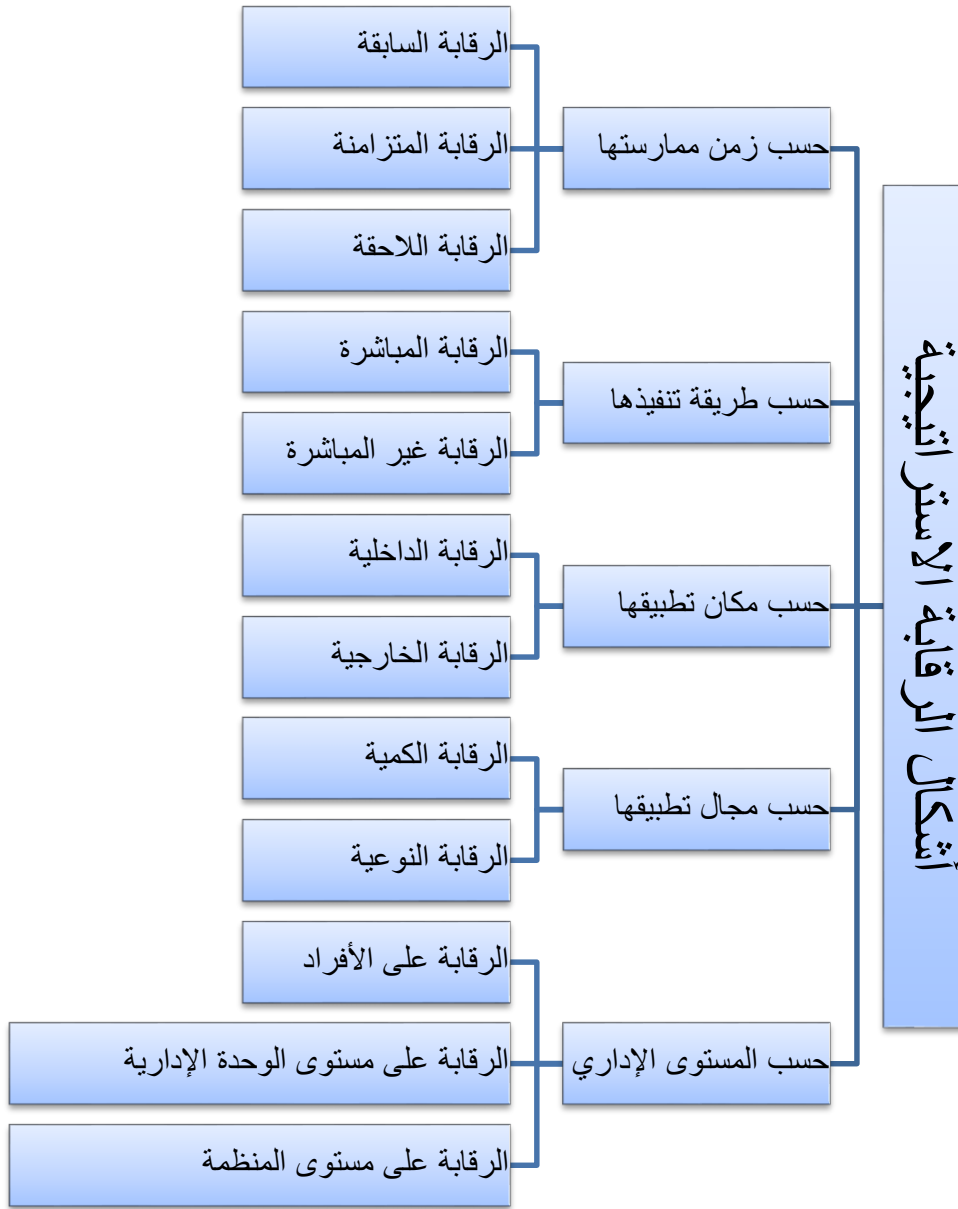 أشكال الرقابة الاستراتيجية
حسب زمن ممارستها
الرقابة السابقة
الرقابة المتزامنة
الرقابة اللاحقة
حسب طريقة تنفيذها
الرقابة المباشرة
الرقابة غير المباشرة
حسب مكان تطبيقها
الرقابة الداخلية
الرقابة الخارجية
حسب مجال تطبيقها
الرقابة الكمية
الرقابة النوعية
حسب المستوى الإداري
الرقابة على الأفراد
الرقابة على مستوى الوحدة الإدارية
الرقابة على مستوى المنظمة